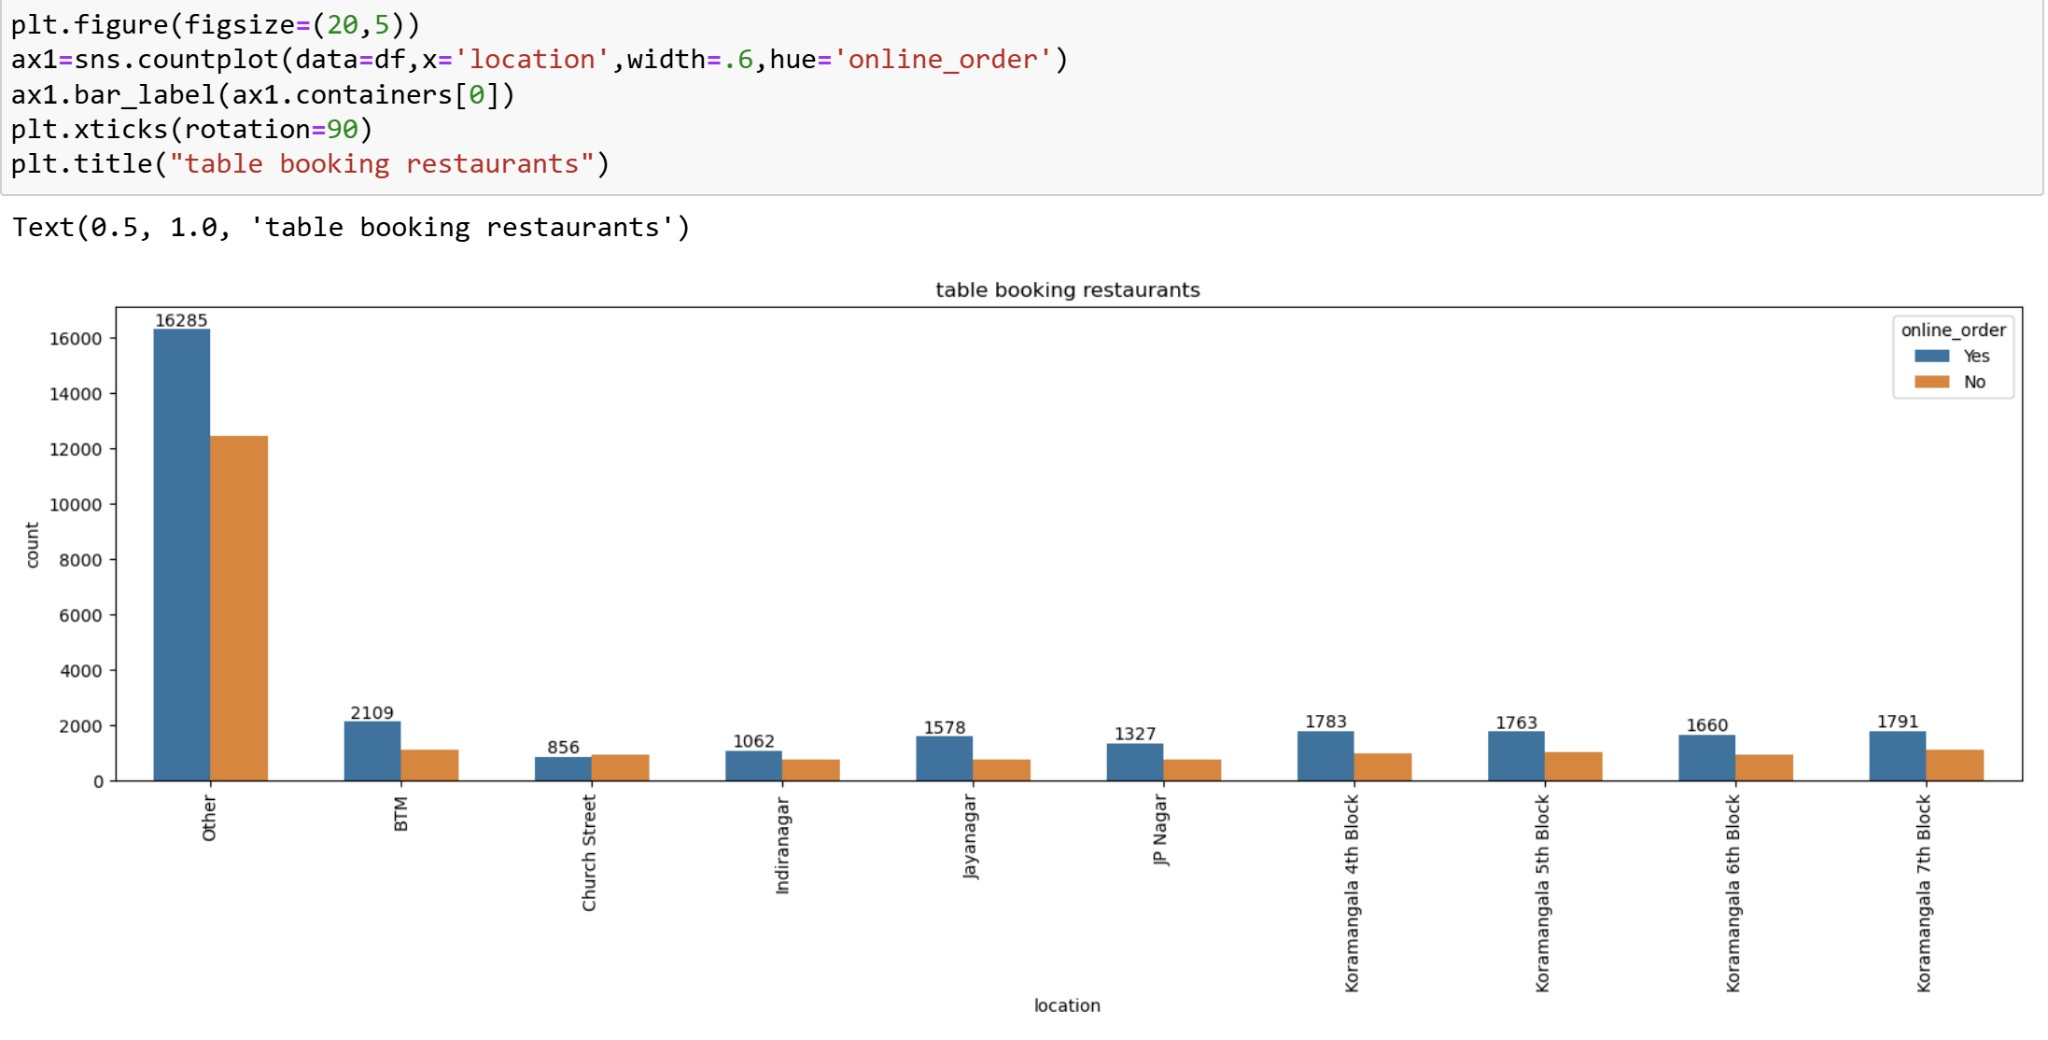 plt.figure(figsize=(20,5))
ax1=sns.countplot(data=df,x='location',width=.6,hue='online_order')
ax1.bar_label(ax1.containers[0])
plt.xticks(rotation=90)
plt.title("table booking restaurants")
Text(0.5, 1.0, 'table booking restaurants')
table booking restaurants
16285
2109
856
1062
1578
1327
1783
1763
1660
1791
online_order
Yes
No
16000
14000
12000
10000
8000
6000
4000
2000
0
count
Other
BTM
Church Street
Indiranagar
Jayanagar
JP Nagar
Koramangala 4th Block
Koramangala 5th Block
Koramangala 6th Block
Koramangala 7th Block
location